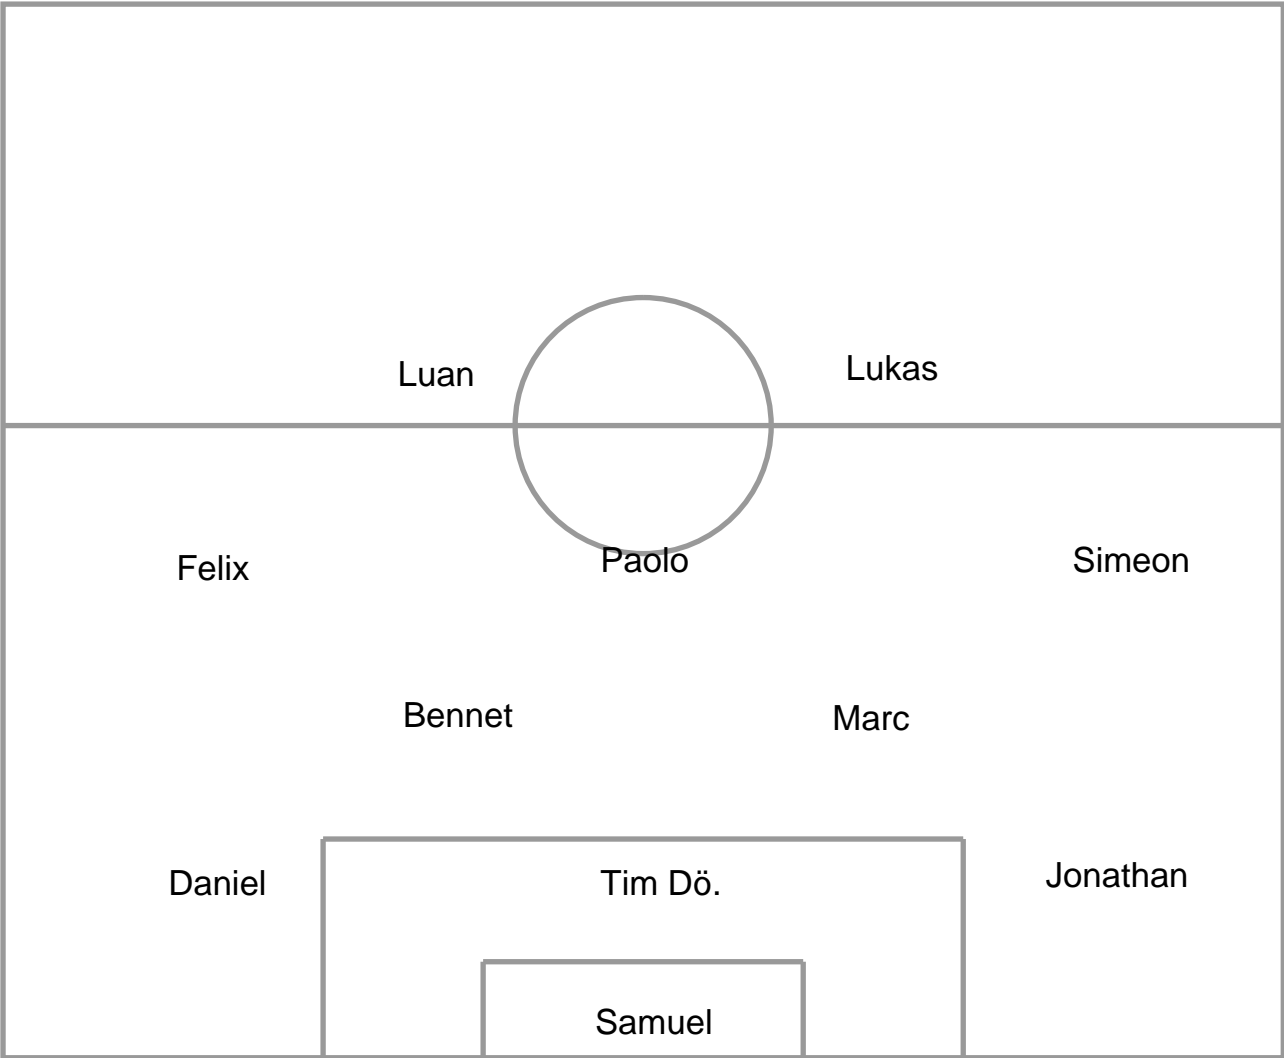 Luan Lukas
Felix Paolo Simeon
Bennet Marc
Daniel Tim Dö. Jonathan
Samuel